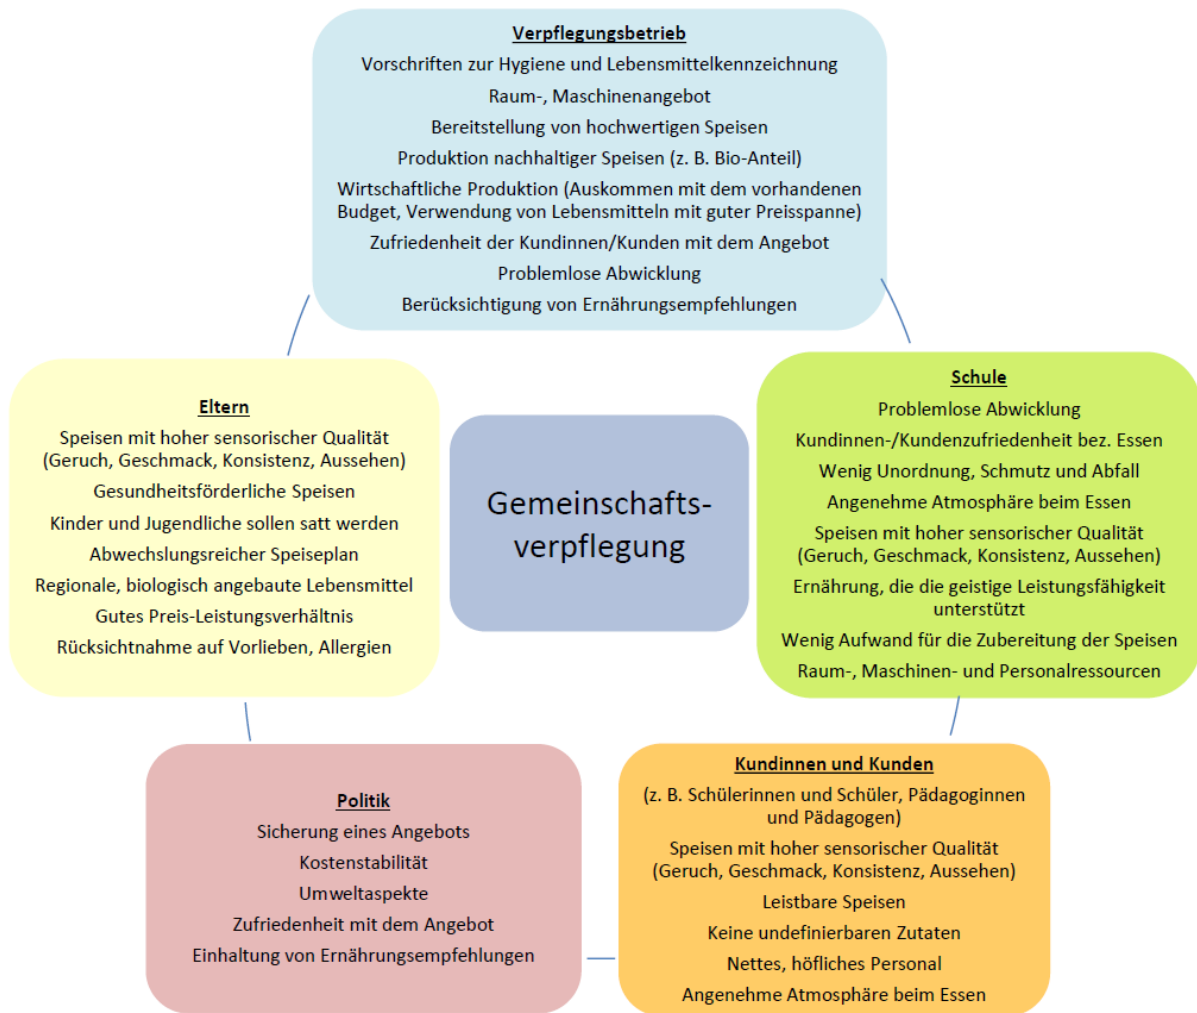 Verpflegungsbetrieb
Vorschriften zur Hygiene und Lebensmittelkennzeichnung
Raum-, Maschinenangebot
Bereitstellung von hochwertigen Speisen
Produktion nachhaltiger Speisen (z. B. Bio-Anteil)
Wirtschaftliche Produktion (Auskommen mit dem vorhandenen
Budget, Verwendung von Lebensmitteln mit guter Preisspanne)
Zufriedenheit der Kundinnen/Kunden mit dem Angebot
Problemlose Abwicklung
Berücksichtigung von Ernährungsempfehlungen
Eltern
Speisen mit hoher sensorischer Qualität
(Geruch, Geschmack, Konsistenz, Aussehen)
Gesundheitsförderliche Speisen
Kinder und Jugendliche sollen satt werden
Abwechslungsreicher Speiseplan
Regionale, biologisch angebaute Lebensmittel
Gutes Preis-Leistungsverhältnis
Rücksichtnahme auf Vorlieben, Allergien
Gemeinschafts-
verpflegung
Schule
Problemlose Abwicklung
Kundinnen-/Kundenzufriedenheit bez. Essen
Wenig Unordnung, Schmutz und Abfall
Angenehme Atmosphäre beim Essen
Speisen mit hoher sensorischer Qualität
(Geruch, Geschmack, Konsistenz, Aussehen)
Ernährung, die die geistige Leistungsfähigkeit
unterstützt
Wenig Aufwand für die Zubereitung der Speisen
Raum-, Maschinen- und Personalressourcen
Politik
Sicherung eines Angebots
Kostenstabilität
Umweltaspekte
Zufriedenheit mit dem Angebot
Einhaltung von Ernährungsempfehlungen
Kundinnen und Kunden
(z. B. Schülerinnen und Schüler, Pädagoginnen
und Pädagogen)
Speisen mit hoher sensorischer Qualität
(Geruch, Geschmack, Konsistenz, Aussehen)
Leistbare Speisen
Keine undefinierbaren Zutaten
Nettes, höfliches Personal
Angenehme Atmosphäre beim Essen